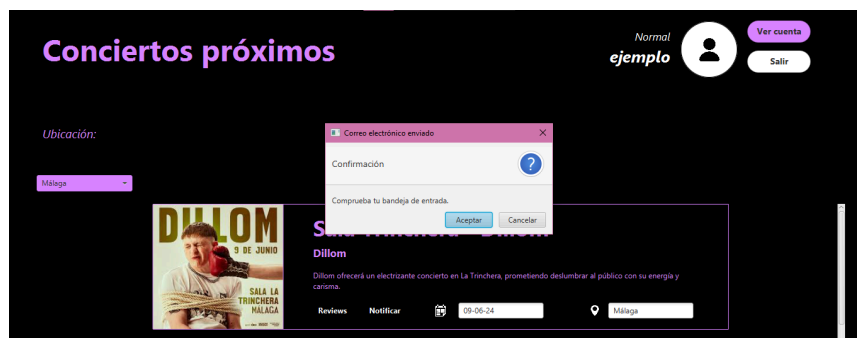 Conciertos próximos
Normal
ejemplo
Ver cuenta
Salir
Ubicación:
Málaga
Correo electrónico enviado
Confirmación
Comprueba tu bandeja de entrada.
Aceptar
Cancelar
DILLOM
9 DE JUNIO
SALA LA
TRINCHERA
MÁLAGA
Dillom
Dillom ofrecerá un electrizante concierto en La Trinchera, prometiendo deslumbrar al público con su energía y
carisma.
Reviews
Notificar
09-06-24
Málaga